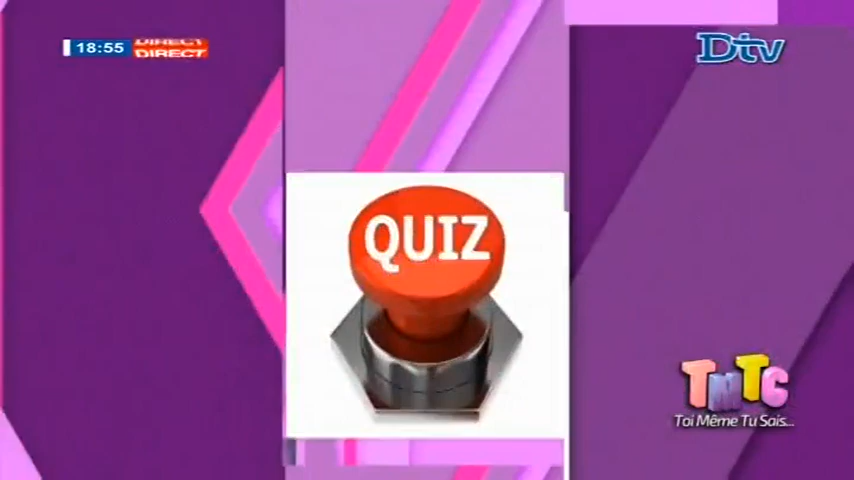 18:55
DIRECT
DIRECT
Dtv
QUIZ
TMTC
Toi Même Tu Sais...